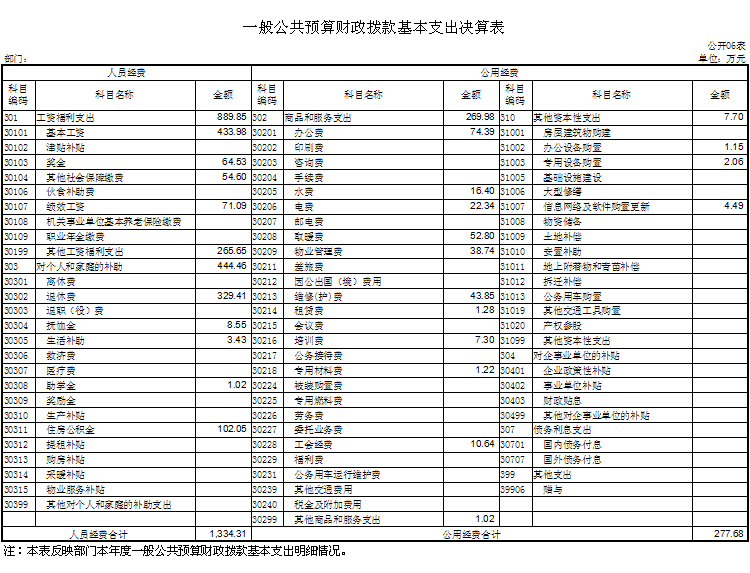 一般公共预算财政拨款基本支出决算表
公开06表
部门： 单位：万元
人员经费 公用经费
科目编码 科目名称 金额 科目编码 科目名称 金额 科目编码 科目名称 金额
301 工资福利支出 889.85 302 商品和服务支出 269.98 310 其他资本性支出 7.70
30101 基本工资 433.98 30201 办公费 74.39 31001 房屋建筑物购建
30102 津贴补贴 30202 印刷费 31002 办公设备购置 1.15
30103 奖金 64.53 30203 咨询费 31003 专用设备购置 2.06
30104 其他社会保障缴费 54.60 30204 手续费 31005 基础设施建设
30106 伙食补助费 30205 水费 16.40 31006 大型修缮
30107 绩效工资 71.09 30206 电费 22.34 31007 信息网络及软件购置更新 4.49
30108 机关事业单位基本养老保险缴费 30207 邮电费 31008 物资储备
30109 职业年金缴费 30208 取暖费 52.80 31009 土地补偿
30199 其他工资福利支出 265.65 30209 物业管理费 38.74 31010 安置补助
303 对个人和家庭的补助 444.46 30211 差旅费 31011 地上附着物和青苗补偿
30301 离休费 30212 因公出国（境）费用 31012 拆迁补偿
30302 退休费 329.41 30213 维修(护)费 43.85 31013 公务用车购置
30303 退职（役）费 30214 租赁费 1.28 31019 其他交通工具购置
30304 抚恤金 8.55 30215 会议费 31020 产权参股
30305 生活补助 3.43 30216 培训费 7.30 31099 其他资本性支出
30306 救济费 30217 公务接待费 304 对企事业单位的补贴
30307 医疗费 30218 专用材料费 1.22 30401 企业政策性补贴
30308 助学金 1.02 30224 被装购置费 30402 事业单位补贴
30309 奖励金 30225 专用燃料费 30403 财政贴息
30310 生产补贴 30226 劳务费 30499 其他对企事业单位的补贴
30311 住房公积金 102.05 30227 委托业务费 307 债务利息支出
30312 提租补贴 30228 工会经费 10.64 30701 国内债务付息
30313 购房补贴 30229 福利费 30707 国外债务付息
30314 采暖补贴 30231 公务用车运行维护费 399 其他支出
30315 物业服务补贴 30239 其他交通费用 39906 赠与
30399 其他对个人和家庭的补助支出 30240 税金及附加费用
30299 其他商品和服务支出 1.02
人员经费合计 1,334.31 公用经费合计 277.68
注：本表反映部门本年度一般公共预算财政拨款基本支出明细情况。